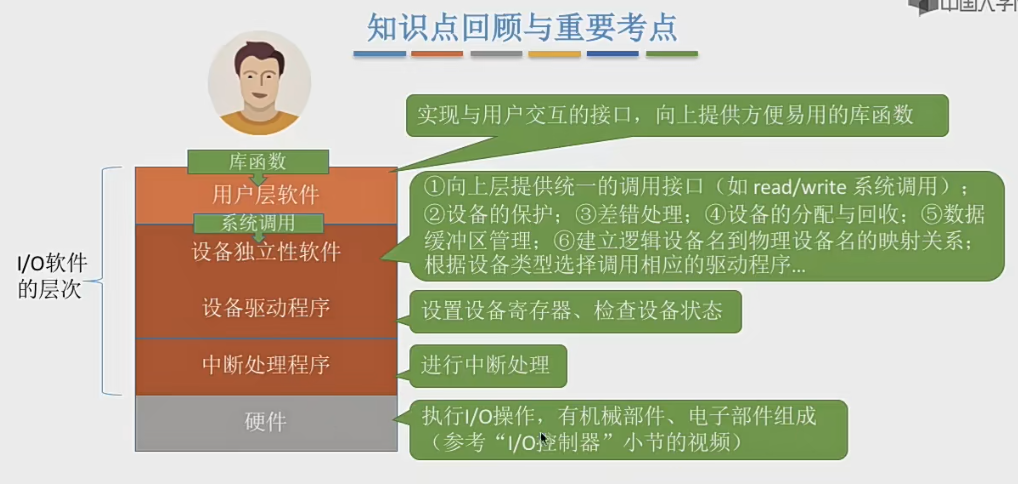 知识点回顾与重要考点
实现与用户交互的接口，向上提供方便易用的库函数
库函数
用户层软件
①向上层提供统一的调用接口（如 read/write 系统调用）；
②设备的保护；③差错处理；④设备的分配与回收；⑤数据
缓冲区管理；⑥建立逻辑设备名到物理设备名的映射关系；
根据设备类型选择调用相应的驱动程序...
系统调用
设备独立性软件
I/O软件
的层次
设备驱动程序
设置设备寄存器、检查设备状态
中断处理程序
进行中断处理
硬件
执行I/O操作，有机械部件、电子部件组成
（参考“I/O控制器”小节的视频）